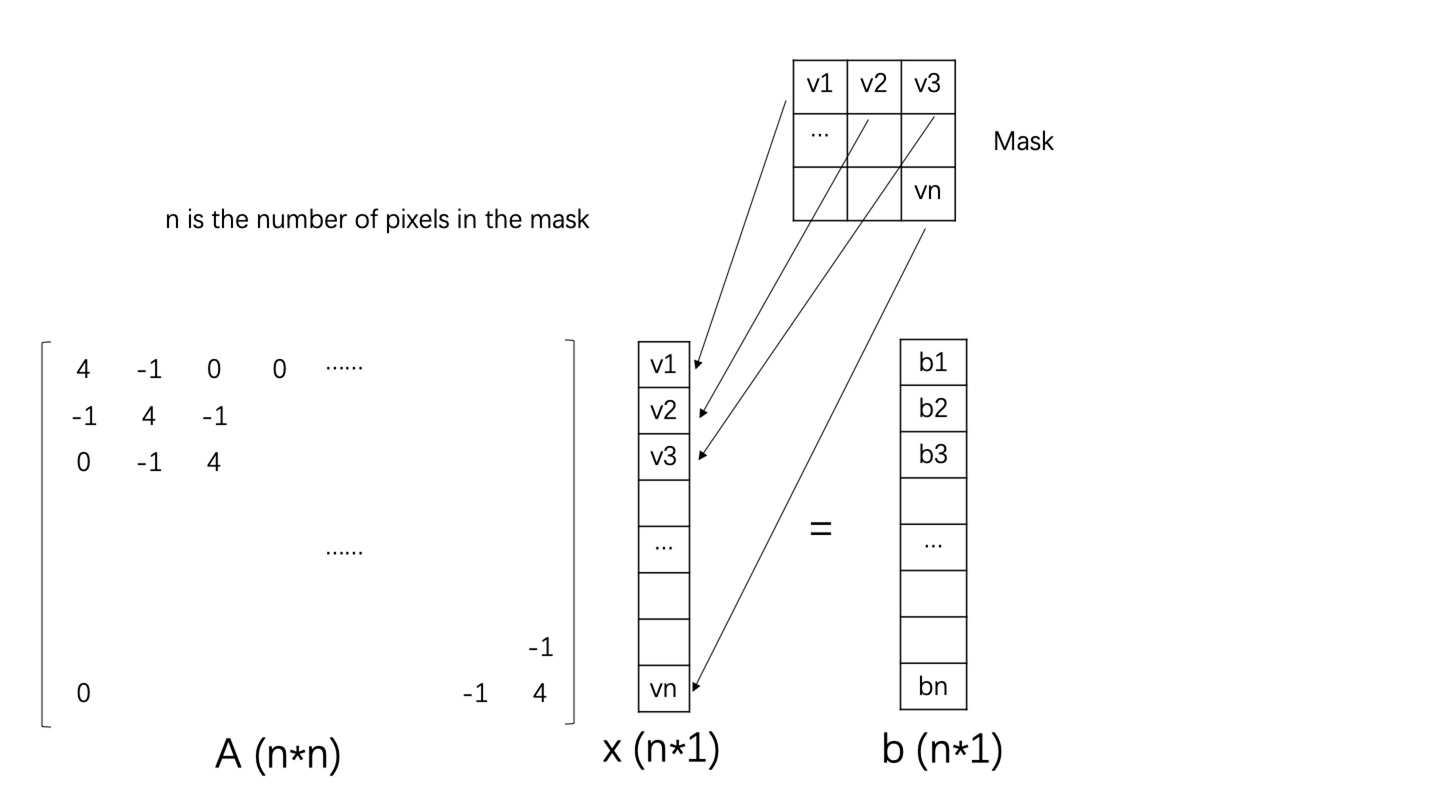 v1 v2 v3
...
vn
Mask
n is the number of pixels in the mask
4 -1 0 0 ......
-1 4 -1
0 -1 4
......
-1
0 -1 4
v1
v2
v3
...
vn
=
b1
b2
b3
...
bn
A (n*n)
x (n*1)
b (n*1)